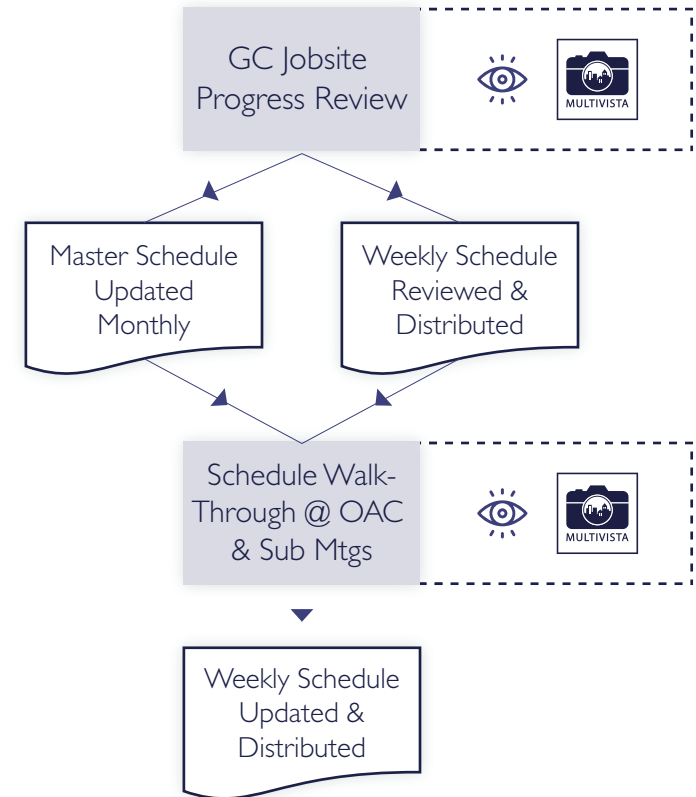 GC Jobsite
Progress Review
MULTIVISTA
Master Schedule
Updated
Monthly
Weekly Schedule
Reviewed &
Distributed
Schedule Walk-
Through @ OAC
& Sub Mtgs
MULTIVISTA
Weekly Schedule
Updated &
Distributed